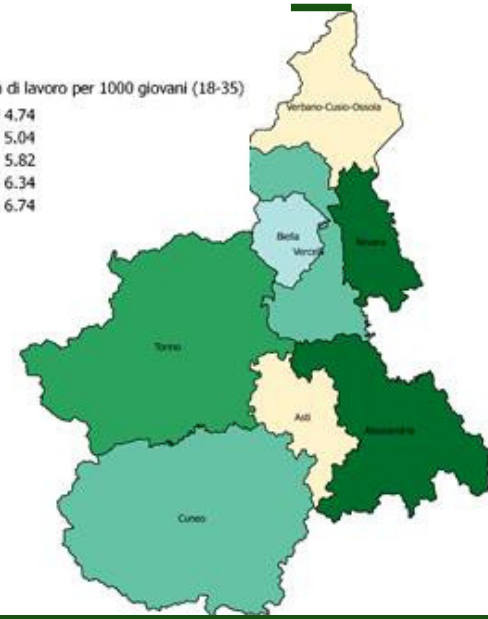 di lavoro per 1000 giovani (18-35)
4.74
5.04
5.82
6.34
6.74
Verbano-Cusio-Ossola
Biella
Vercelli
Novara
Torino
Asti
Alessandria
Cuneo